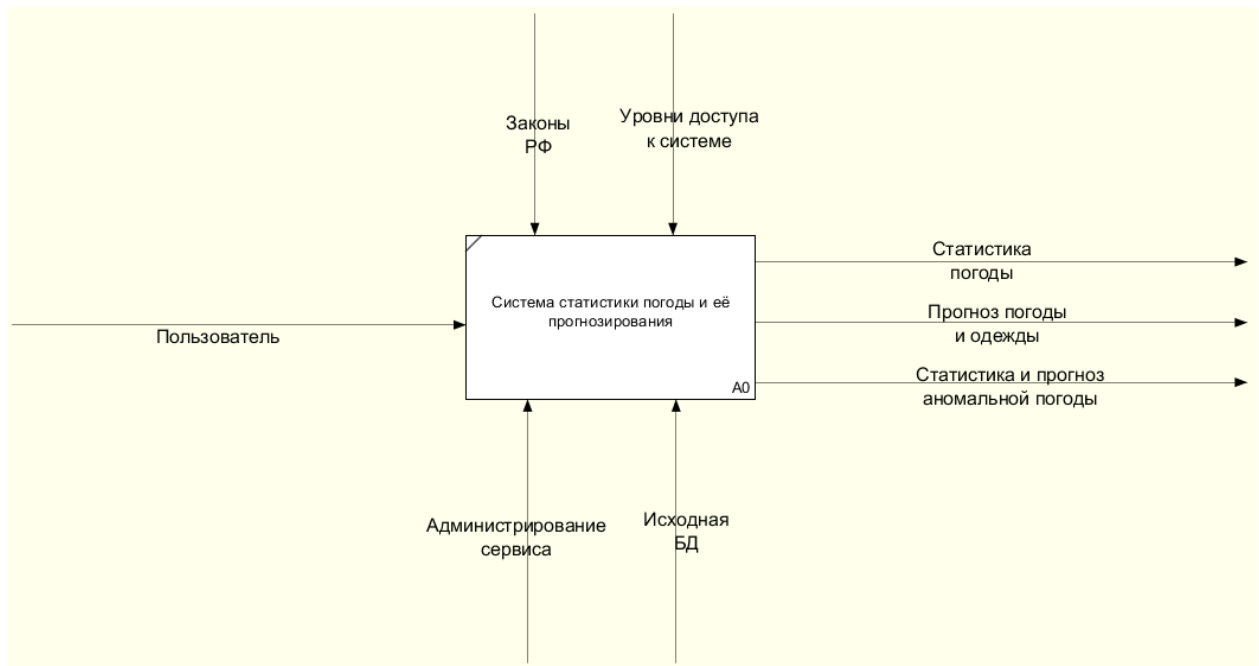 Законы
РФ
Уровни доступа
к системе
Статистика
погоды
Система статистики погоды и её
прогнозирования
Прогноз погоды
и одежды
Пользователь
Статистика и прогноз
аномальной погоды
A0
Администрирование
сервиса
Исходная
БД